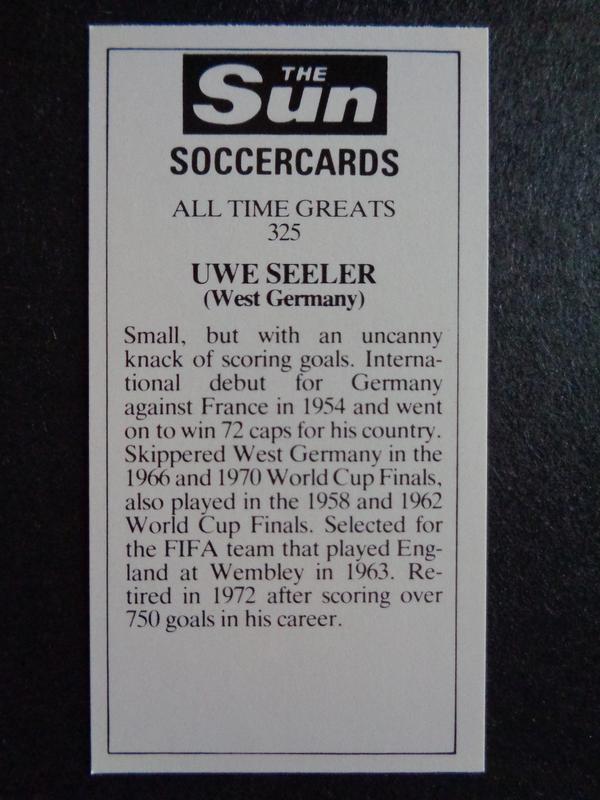 THE
Sun
SOCCERCARDS
ALL TIME GREATS
325
UWE SEELER
(West Germany)
Small, but with an uncanny
knack of scoring goals. Interna-
tional debut for Germany
against France in 1954 and went
on to win 72 caps for his country.
Skippered West Germany in the
1966 and 1970 World Cup Finals,
also played in the 1958 and 1962
World Cup Finals. Selected for
the FIFA team that played Eng-
land at Wembley in 1963. Re-
tired in 1972 after scoring over
750 goals in his career.